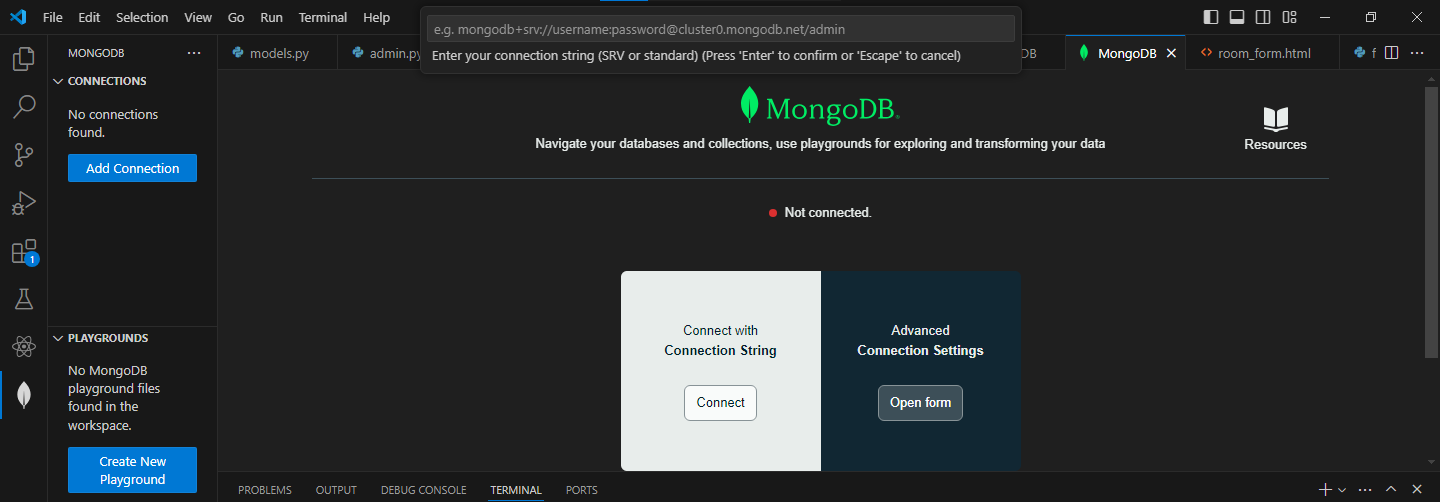 File Edit Selection View Go Run Terminal Help
e.g. mongodb+srv://username:password@cluster0.mongodb.net/admin
Enter your connection string (SRV or standard) (Press 'Enter' to confirm or 'Escape' to cancel)
MONGODB
models.py
admin.py
DB
MongoDB
room_form.html
f
CONNECTIONS
No connections
found.
Add Connection
MongoDB®
Navigate your databases and collections, use playgrounds for exploring and transforming your data
Resources
Not connected.
1
Connect with
Connection String
Connect
Advanced
Connection Settings
Open form
PLAYGROUNDS
No MongoDB
playground files
found in the
workspace.
Create New
Playground
PROBLEMS OUTPUT DEBUG CONSOLE TERMINAL PORTS